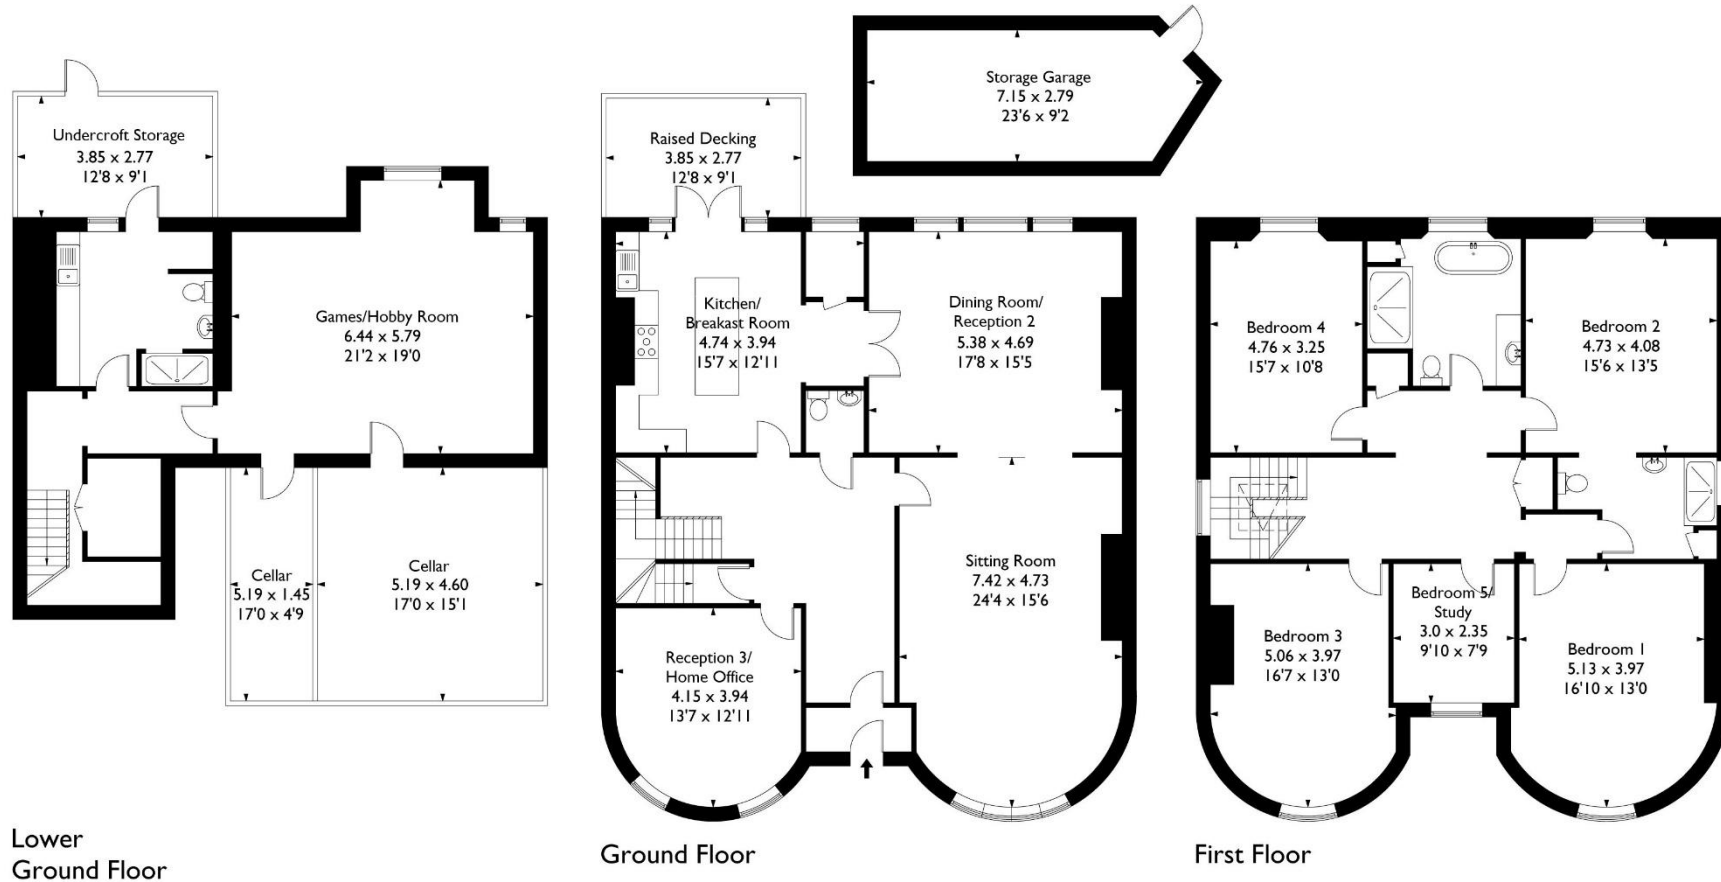 Undercroft Storage
3.85 x 2.77
12'8 x 9'1
Games/Hobby Room
6.44 x 5.79
21'2 x 19'0
Cellar
5.19 x 1.45
17'0 x 4'9
Cellar
5.19 x 4.60
17'0 x 15'1
Lower
Ground Floor
Storage Garage
7.15 x 2.79
23'6 x 9'2
Raised Decking
3.85 x 2.77
12'8 x 9'1
Kitchen/
Breakast Room
4.74 x 3.94
15'7 x 12'11
Dining Room/
Reception 2
5.38 x 4.69
17'8 x 15'5
Sitting Room
7.42 x 4.73
24'4 x 15'6
Reception 3/
Home Office
4.15 x 3.94
13'7 x 12'11
Ground Floor
Bedroom 4
4.76 x 3.25
15'7 x 10'8
Bedroom 2
4.73 x 4.08
15'6 x 13'5
Bedroom 3
5.06 x 3.97
16'7 x 13'0
Bedroom 5/
Study
3.0 x 2.35
9'10 x 7'9
Bedroom 1
5.13 x 3.97
16'10 x 13'0
First Floor